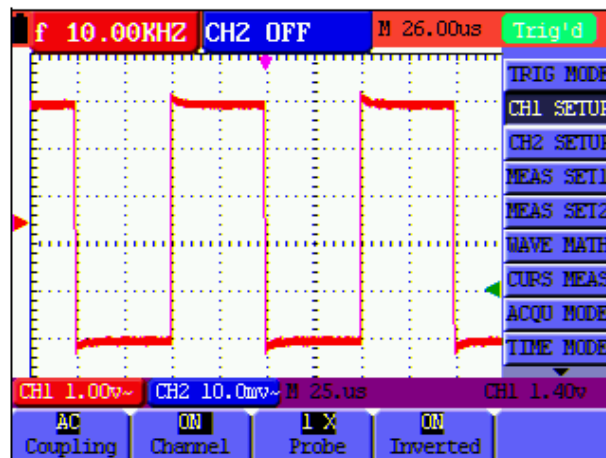 f 10.00KHZ CH2 OFF M 26.00us Trig'd
TRIG MODE
CH1 SETUP
CH2 SETUP
MEAS SET1
MEAS SET2
WAVE MATH
CURS MEAS
ACQU MODE
TIME MODE
CH1 1.00v~ CH2 10.0mv~ M 25.us CH1 1.40v
AC ON 1 X ON
Coupling Channel Probe Inverted